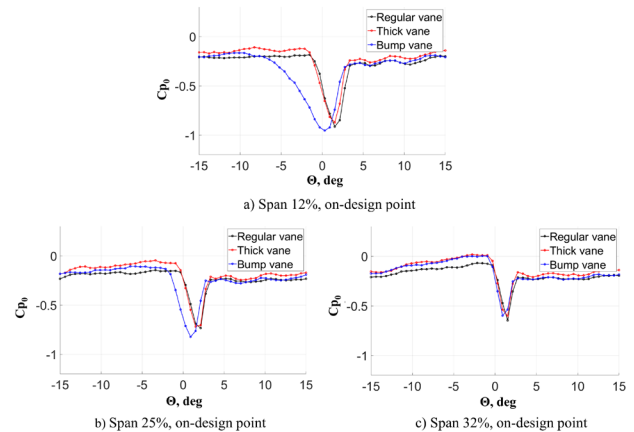 Regular vane
Thick vane
Bump vane
0
-0.5
-1
Cp0
-15
-10
-5
0
5
10
15
Θ, deg
a) Span 12%, on-design point
Regular vane
Thick vane
Bump vane
0
-0.5
-1
Cp0
-15
-10
-5
0
5
10
15
Θ, deg
b) Span 25%, on-design point
Regular vane
Thick vane
Bump vane
0
-0.5
-1
Cp0
-15
-10
-5
0
5
10
15
Θ, deg
c) Span 32%, on-design point